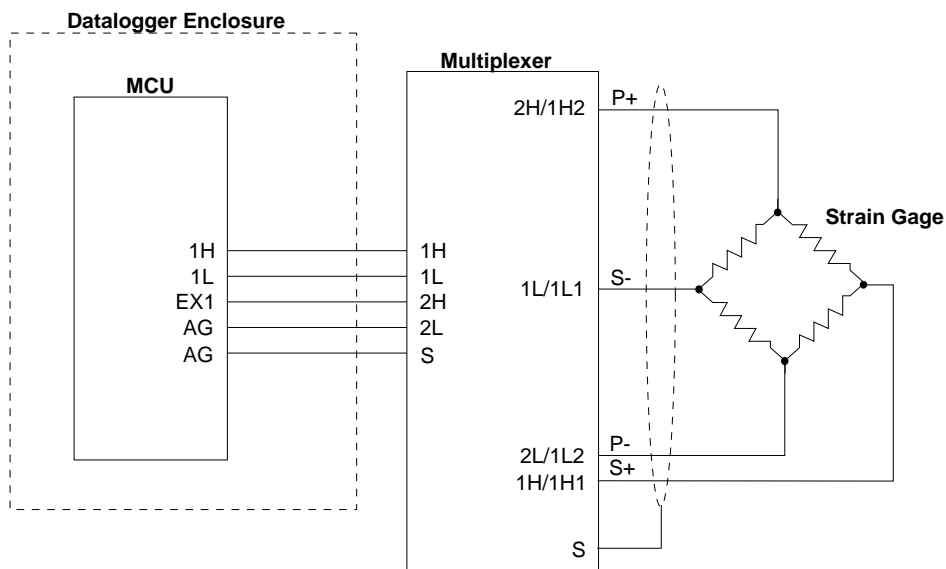 Datalogger Enclosure
Multiplexer
MCU
2H/1H2
P+
Strain Gage
1H
1L
EX1
AG
AG
1H
1L
2H
2L
S
1L/1L1
S-
P-
2L/1L2
S+
1H/1H1
S